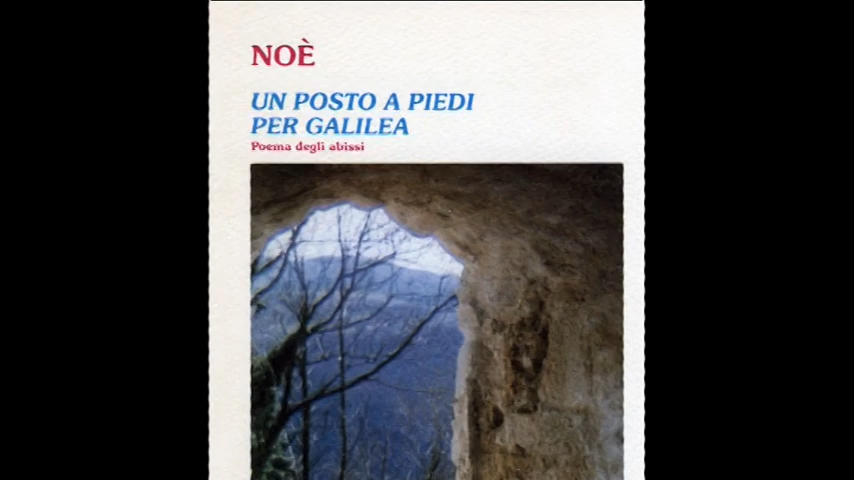 NOÈ
UN POSTO A PIEDI
PER GALILEA
Poema degli abissi